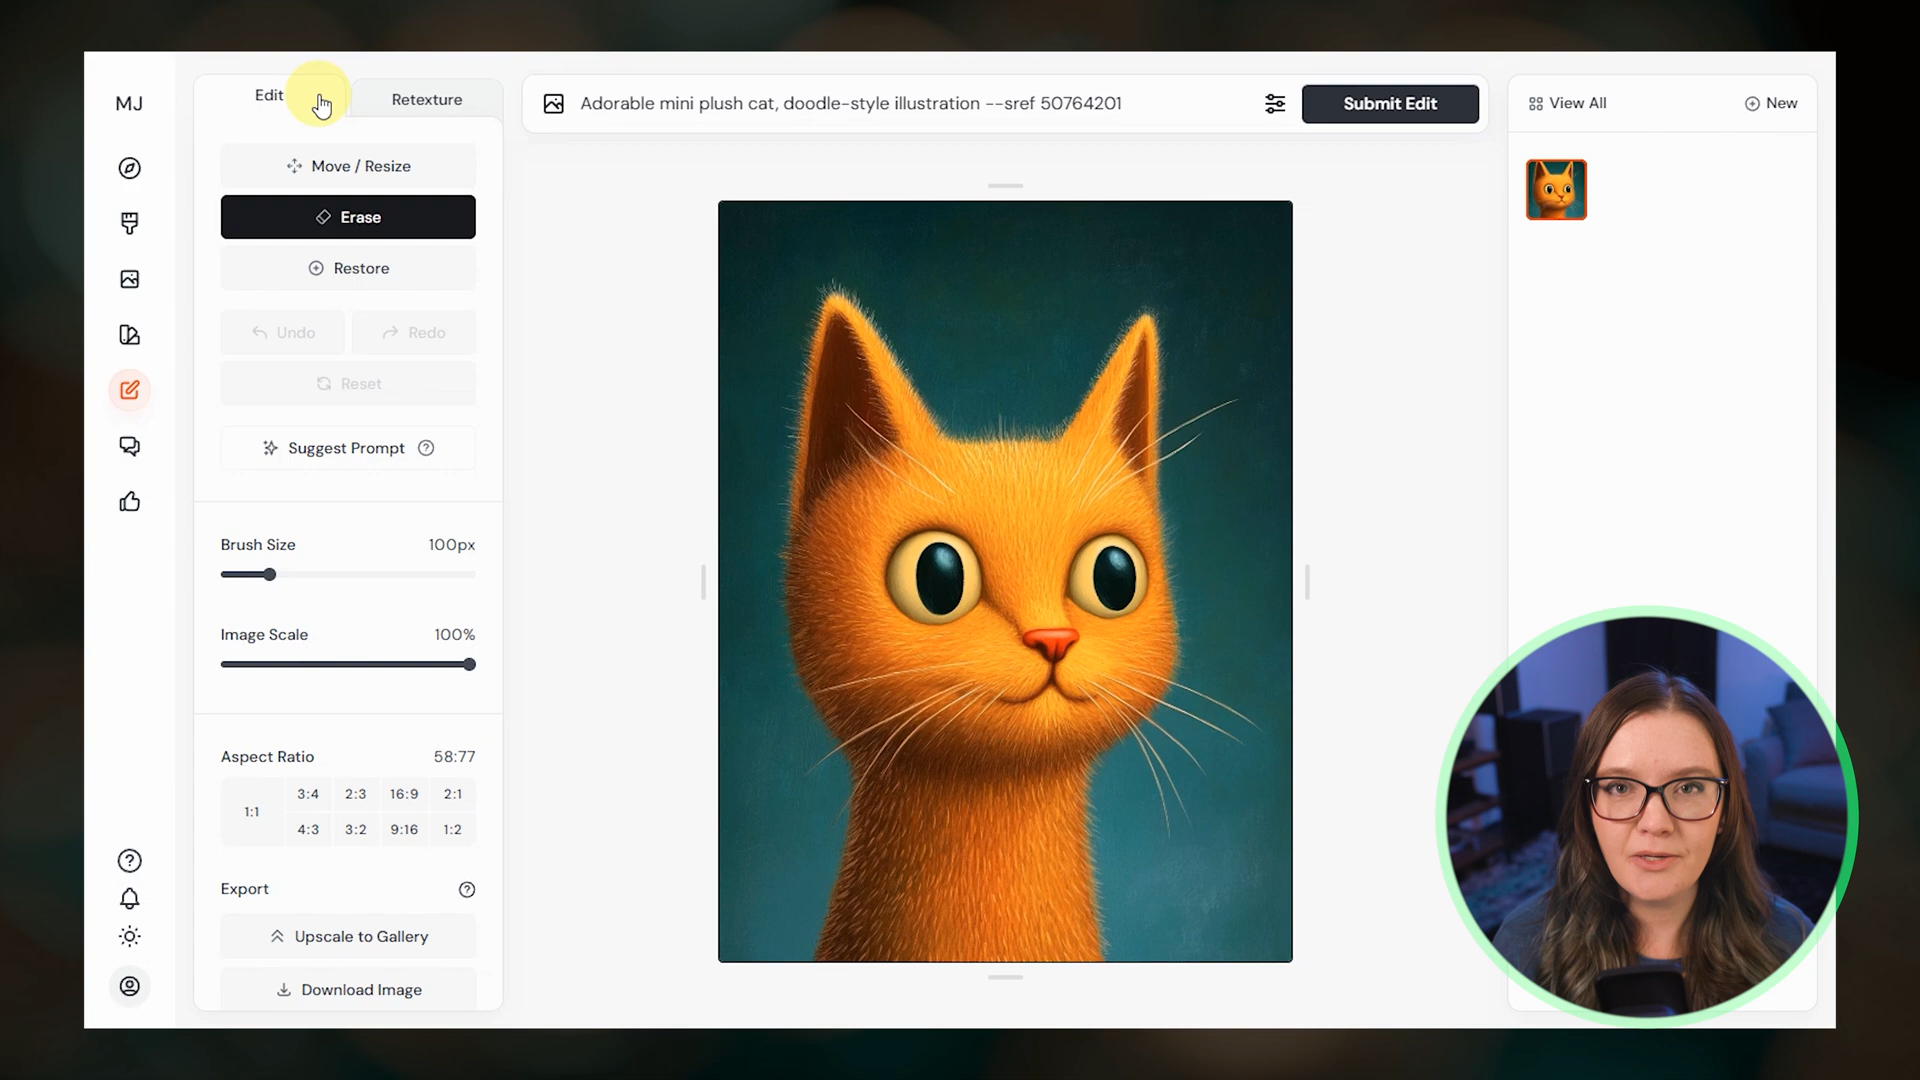 MJ
Edit
Retexture
Adorable mini plush cat, doodle-style illustration --sref 50764201
Submit Edit
View All
New
Move / Resize
Erase
Restore
Undo
Redo
Reset
Suggest Prompt
Brush Size 100px
Image Scale 100%
Aspect Ratio 58:77
1:1
3:4 2:3 16:9 2:1
4:3 3:2 9:16 1:2
Export
Upscale to Gallery
Download Image